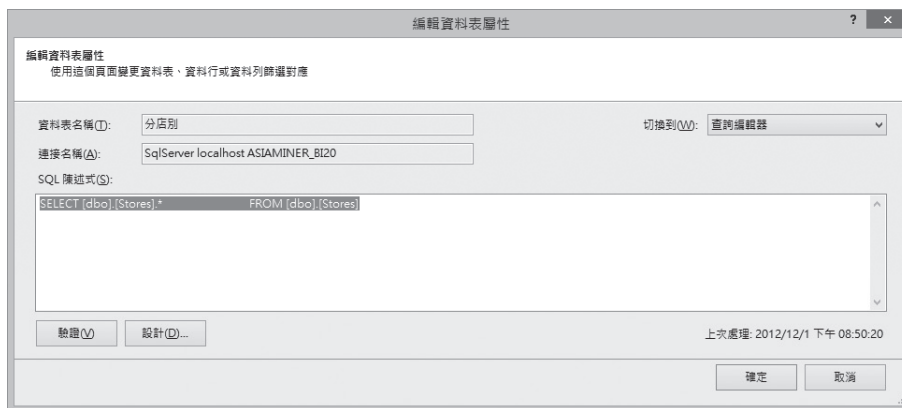 編輯資料表屬性
?
×
編輯資料表屬性
使用這個頁面變更資料表、資料行或資料列篩選對應
資料表名稱(T): 分店別 切換到(W): 查詢編輯器
連接名稱(A): SqlServer localhost ASIAMINER_BI20
SQL 陳述式(S):
SELECT [dbo].[Stores].* FROM [dbo].[Stores]
驗證(V) 設計(D)... 上次處理: 2012/12/1 下午 08:50:20
確定 取消